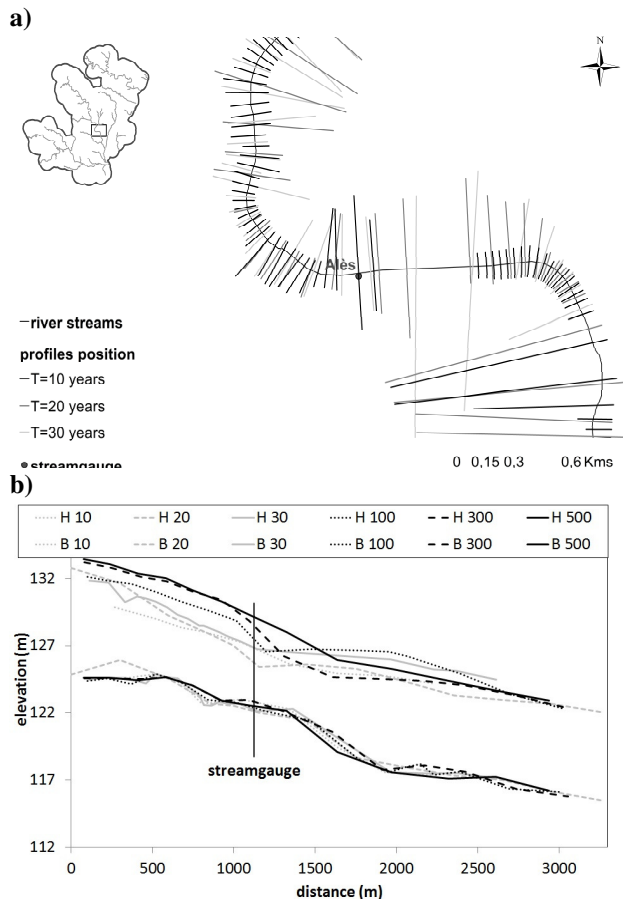 a)
N
Alès
river streams
profiles position
T=10 years
T=20 years
T=30 years
streamgauge
0 0,15 0,3 0,6 Kms
b)
H 10 H 20 H 30 H 100 H 300 H 500
B 10 B 20 B 30 B 100 B 300 B 500
132
127
122
117
112
elevation (m)
streamgauge
0 500 1000 1500 2000 2500 3000
distance (m)